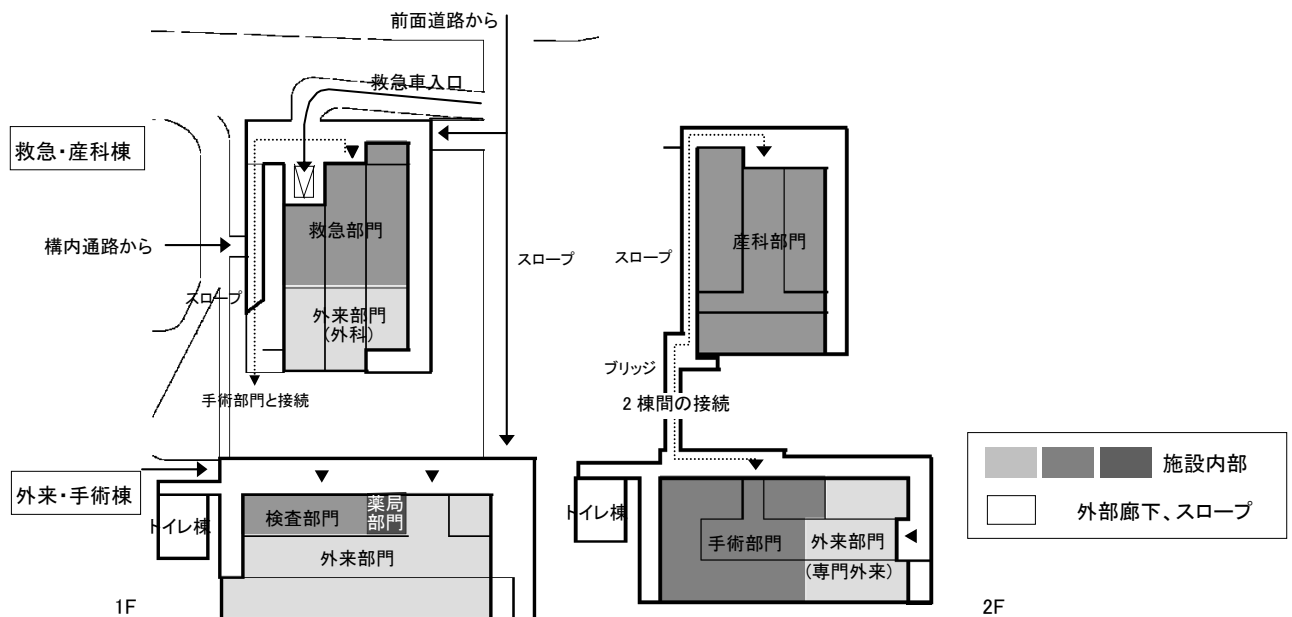 前面道路から
救急車入口
救急・産科棟
救急部門
産科部門
構内通路から
スロープ
スロープ
スロープ
外来部門
(外科)
ブリッジ
手術部門と接続
2 棟間の接続
施設内部
外部廊下、スロープ
外来・手術棟
トイレ棟
検査部門
薬局
部門
外来部門
トイレ棟
手術部門
外来部門
(専門外来)
1F
2F